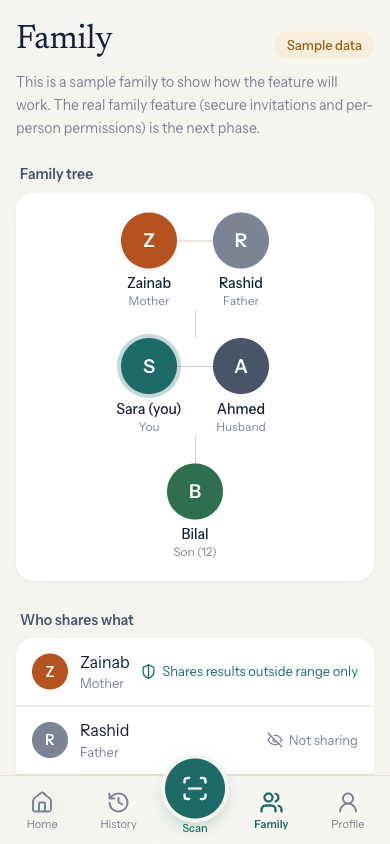 Family
Sample data
This is a sample family to show how the feature will
work. The real family feature (secure invitations and per-
person permissions) is the next phase.
Family tree
Z
R
Zainab
Rashid
Mother
Father
S
A
Sara (you)
Ahmed
You
Husband
B
Bilal
Son (12)
Who shares what
Z
Zainab
Mother
Shares results outside range only
R
Rashid
Father
Not sharing
Home
History
Scan
Family
Profile